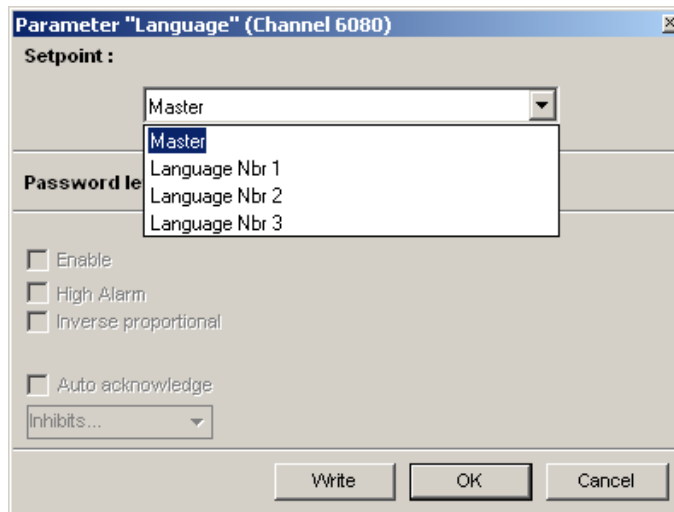 Parameter "Language" (Channel 6080)
Setpoint :
Master
Master
Language Nbr 1
Language Nbr 2
Language Nbr 3
Password le
Enable
High Alarm
Inverse proportional
Auto acknowledge
Inhibits...
Write OK Cancel